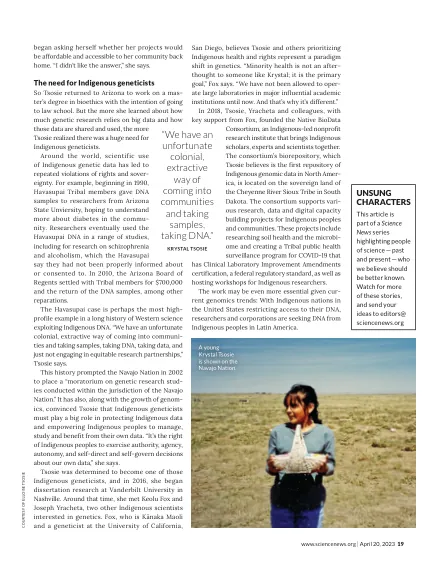 began asking herself whether her projects would
be affordable and accessible to her community back
home. "I didn't like the answer," she says.
The need for Indigenous geneticists
So Tsosie returned to Arizona to work on a mas-
ter's degree in bioethics with the intention of going
to law school. But the more she learned about how
much genetic research relies on big data and how
those data are shared and used, the more
Tsosie realized there was a huge need for
Indigenous geneticists.
Around the world, scientific use
of Indigenous genetic data has led to
repeated violations of rights and sover-
eignty. For example, beginning in 1990,
Havasupai Tribal members gave DNA
samples to researchers from Arizona
State University, hoping to understand
more about diabetes in the commu-
nity. Researchers eventually used the
Havasupai DNA in a range of studies,
including for research on schizophrenia
and alcoholism, which the Havasupai
say they had not been properly informed about
or consented to. In 2010, the Arizona Board of
Regents settled with Tribal members for $700,000
and the return of the DNA samples, among other
reparations.
The Havasupai case is perhaps the most high-
profile example in a long history of Western science
exploiting Indigenous DNA. "We have an unfortunate
colonial, extractive way of coming into communities
and taking samples, taking DNA, taking data, and
just not engaging in equitable research partnerships,"
Tsosie says.
This history prompted the Navajo Nation in 2002
to place a "moratorium on genetic research stud-
ies conducted within the jurisdiction of the Navajo
Nation." It has also, along with the growth of genom-
ics, convinced Tsosie that Indigenous geneticists
must play a big role in protecting Indigenous data
and empowering Indigenous peoples to manage,
study and benefit from their own data. "It's the right
of Indigenous peoples to exercise authority, agency,
autonomy, and self-direct and self-govern decisions
about our own data," she says.
Tsosie was determined to become one of those
Indigenous geneticists, and in 2016, she began
dissertation research at Vanderbilt University in
Nashville. Around that time, she met Keolu Fox and
Joseph Yracheta, two other Indigenous scientists
interested in genetics. Fox, who is Kānaka Maoli
and a geneticist at the University of California,
"We have an
unfortunate
colonial,
extractive
way of
coming into
communities
and taking
samples,
taking DNA."
KRYSTAL TSOSIE
San Diego, believes Tsosie and others prioritizing
Indigenous health and rights represent a paradigm
shift in genetics. "Minority health is not an after-
thought to someone like Krystal; it is the primary
goal," Fox says. "We have not been allowed to oper-
ate large laboratories in major influential academic
institutions until now. And that's why it's different."
In 2018, Tsosie, Yracheta and colleagues, with
key support from Fox, founded the Native BioData
Consortium, an Indigenous-led nonprofit
research institute that brings Indigenous
scholars, experts and scientists together.
The consortium's biorepository, which
Tsosie believes is the first repository of
Indigenous genomic data in North Amer-
ica, is located on the sovereign land of
the Cheyenne River Sioux Tribe in South
Dakota. The consortium supports vari-
ous research, data and digital capacity
building projects for Indigenous peoples
and communities. These projects include
researching soil health and the microbi-
ome and creating a Tribal public health
surveillance program for COVID-19 that
has Clinical Laboratory Improvement Amendments
certification, a federal regulatory standard, as well as
hosting workshops for Indigenous researchers.
The work may be even more essential given cur-
rent genomics trends: With Indigenous nations in
the United States restricting access to their DNA,
researchers and corporations are seeking DNA from
Indigenous peoples in Latin America.
UNSUNG
CHARACTERS
This article is
part of a Science
News series
highlighting people
of science — past
and present — who
we believe should
be better known.
Watch for more
of these stories,
and send your
ideas to editors@
sciencenews.org
A young
Krystal Tsosie
is shown on the
Navajo Nation.
www.sciencenews.org | April 20, 2023 19